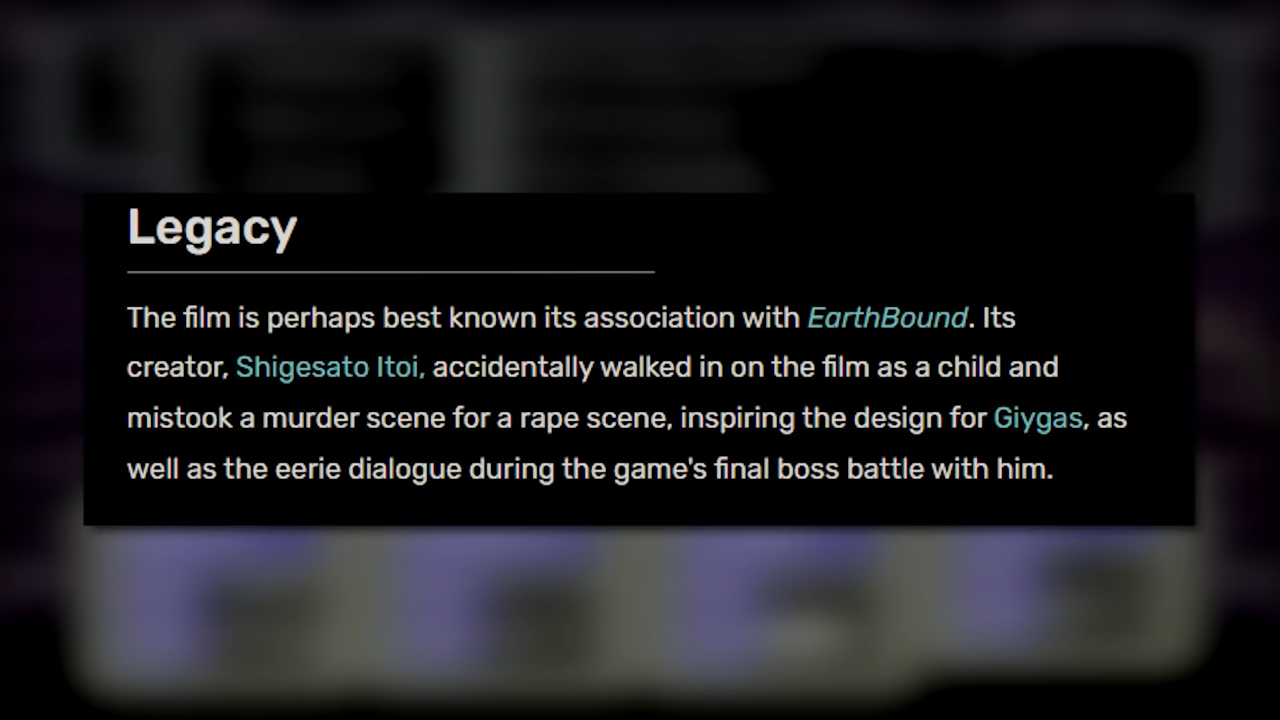 Legacy
The film is perhaps best known its association with EarthBound. Its
creator, Shigesato Itoi, accidentally walked in on the film as a child and
mistook a murder scene for a rape scene, inspiring the design for Giygas, as
well as the eerie dialogue during the game's final boss battle with him.